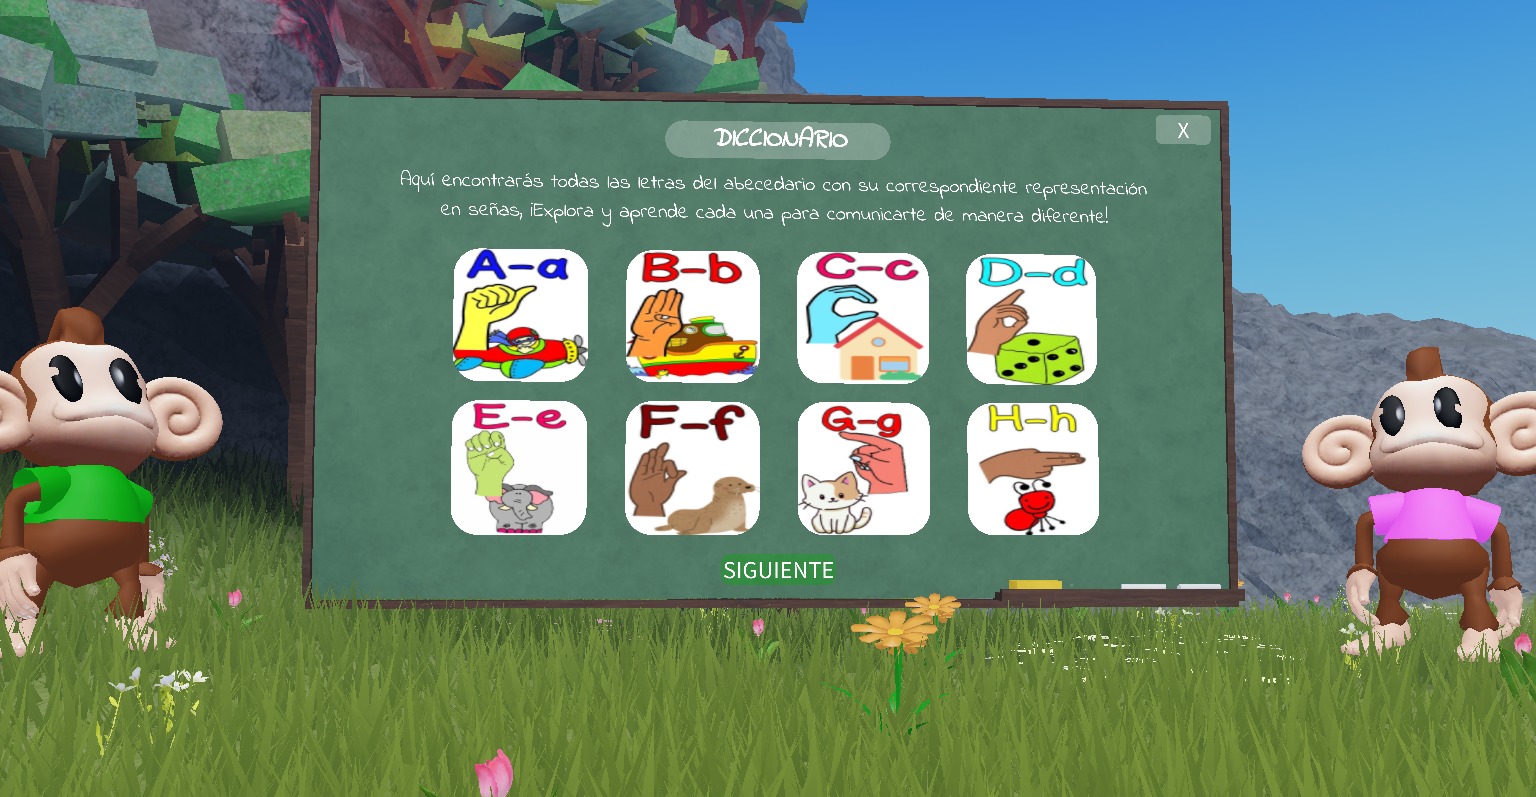 DICCIONARIO
X
Aquí encontrarás todas las letras del abecedario con su correspondiente representación
en señas, ¡Explora y aprende cada una para comunicarte de manera diferente!
A-a
B-b
C-c
D-d
E-e
F-f
G-g
H-h
SIGUIENTE